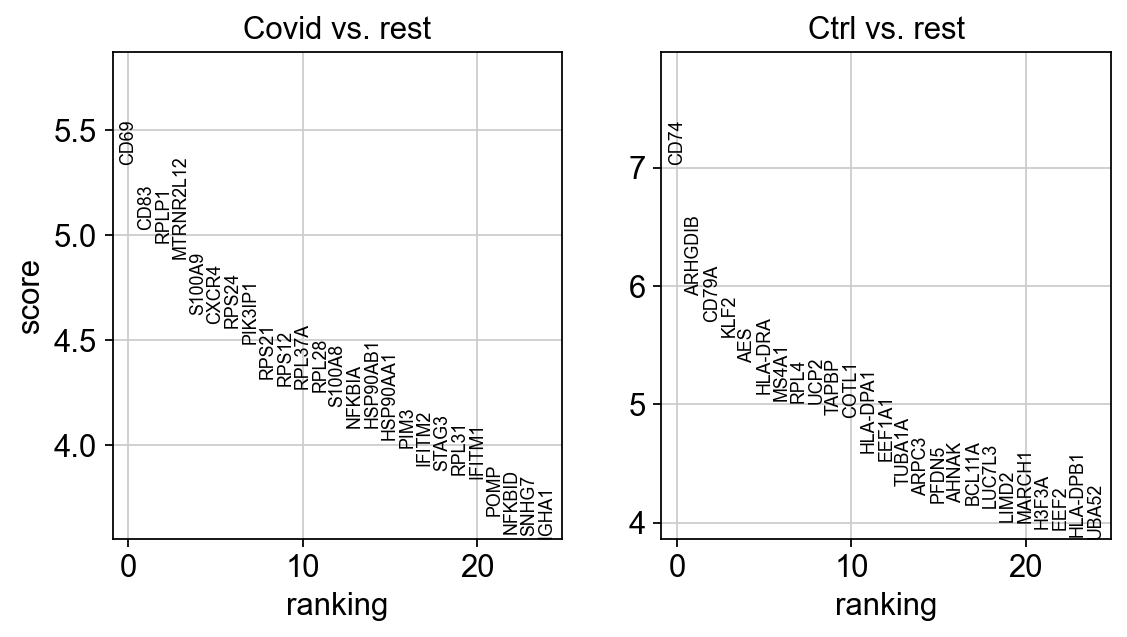 Covid vs. rest
5.5
5.0
4.5
4.0
score
CD69
CD83
RPLP1
MTRNR2L12
S100A9
CXCR4
RPS24
PIK3IP1
RPS21
RPS12
RPL37A
RPL28
S100A8
NFKBIA
HSP90AB1
HSP90AA1
PIM3
IFITM2
STAG3
RPL31
IFITM1
POMP
NFKBID
SNHG7
IGHA1
0 10 20
ranking
Ctrl vs. rest
7
6
5
4
CD74
ARHGDIB
CD79A
KLF2
AES
HLA-DRA
MS4A1
RPL4
UCP2
TAPBP
COTL1
HLA-DPA1
EEF1A1
TUBA1A
ARPC3
PFDN5
AHNAK
BCL11A
LUC7L3
LIMD2
MARCH1
H3F3A
EEF2
HLA-DPB1
UBA52
0 10 20
ranking